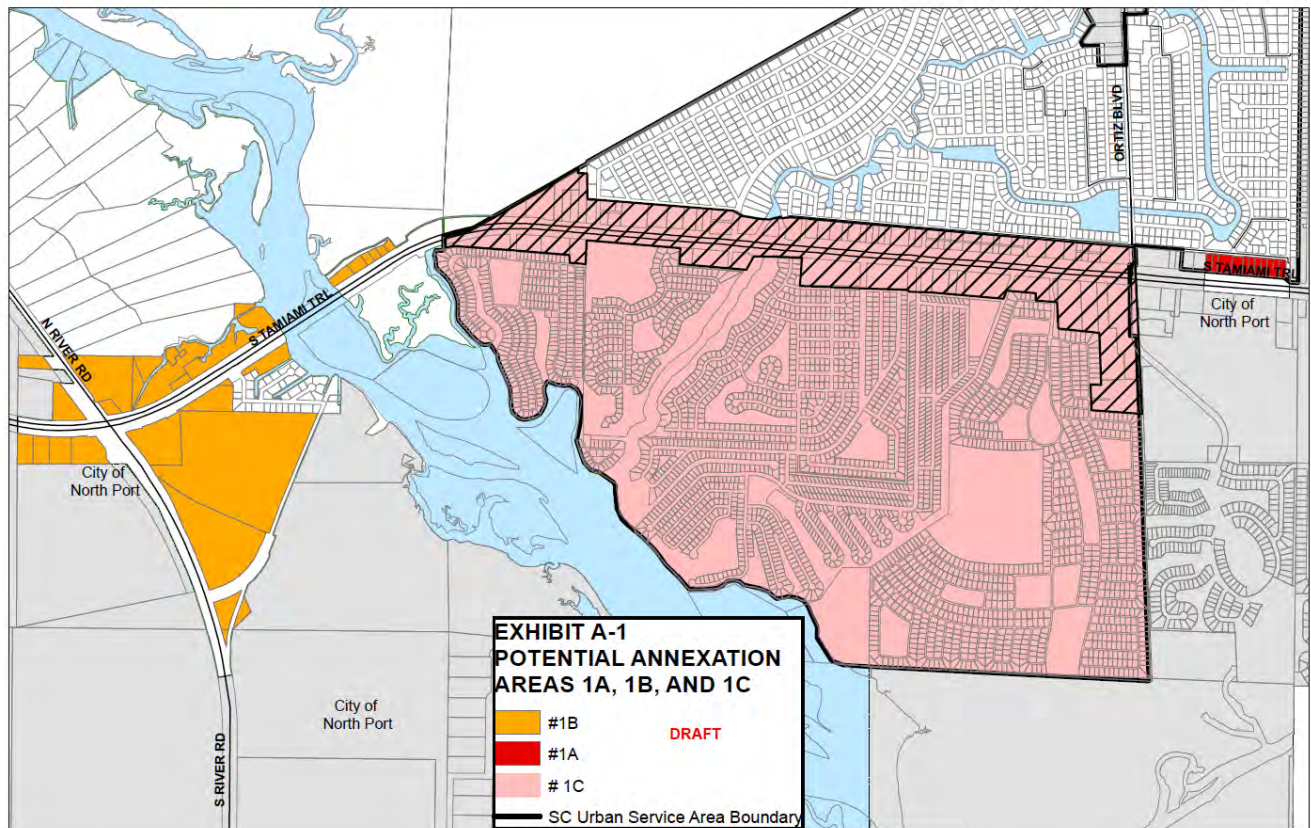 ORTIZ BLVD
S TAMIAMI TRL
City of
North Port
S TAMIAMI TRL
N RIVER RD
City of
North Port
City of
North Port
S RIVER RD
EXHIBIT A-1
POTENTIAL ANNEXATION
AREAS 1A, 1B, AND 1C
#1B
DRAFT
#1A
# 1C
SC Urban Service Area Boundary